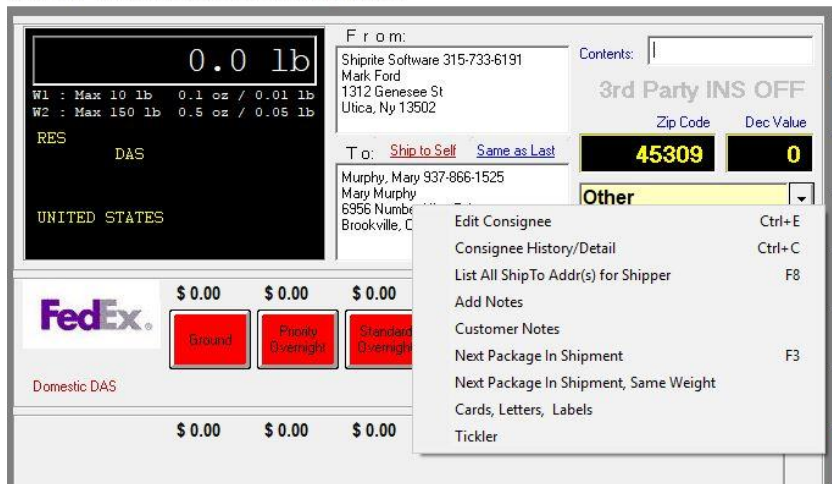 From:
0.0 lb
Shiprite Software 315-733-6191
Mark Ford
1312 Genesee St
Utica, Ny 13502
Contents:
W1 : Max 10 lb 0.1 oz / 0.01 lb
W2 : Max 150 lb 0.5 oz / 0.05 lb
3rd Party INS OFF
Zip Code Dec Value
RES
DAS
45309 0
To: Ship to Self Same as Last
Murphy, Mary 937-866-1525
Mary Murphy
6956
Brookville,
Other
UNITED STATES
Edit Consignee Ctrl+E
Consignee History/Detail Ctrl+C
List All ShipTo Addr(s) for Shipper F8
Add Notes
Customer Notes
Next Package In Shipment F3
Next Package In Shipment, Same Weight
Cards, Letters, Labels
Tickler
FedEx.
$ 0.00 $ 0.00 $ 0.00
Ground
Priority Overnight
Standard Overnight
Domestic DAS
$ 0.00 $ 0.00 $ 0.00